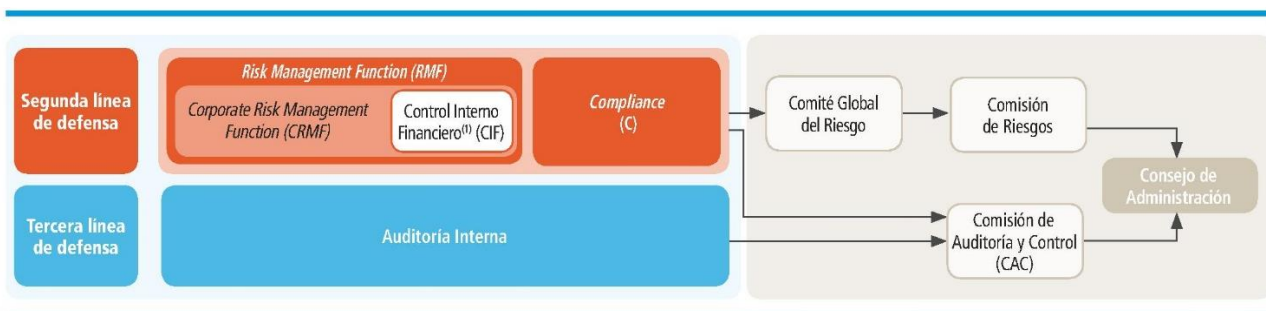 Segunda línea
de defensa
Risk Management Function (RMF)
Corporate Risk Management
Function (CRMF)
Control Interno
Financiero(1) (CIF)
Compliance
(C)
Comité Global
del Riesgo
Comisión
de Riesgos
Consejo de
Administración
Tercera línea
de defensa
Auditoría Interna
Comisión de
Auditoría y Control
(CAC)